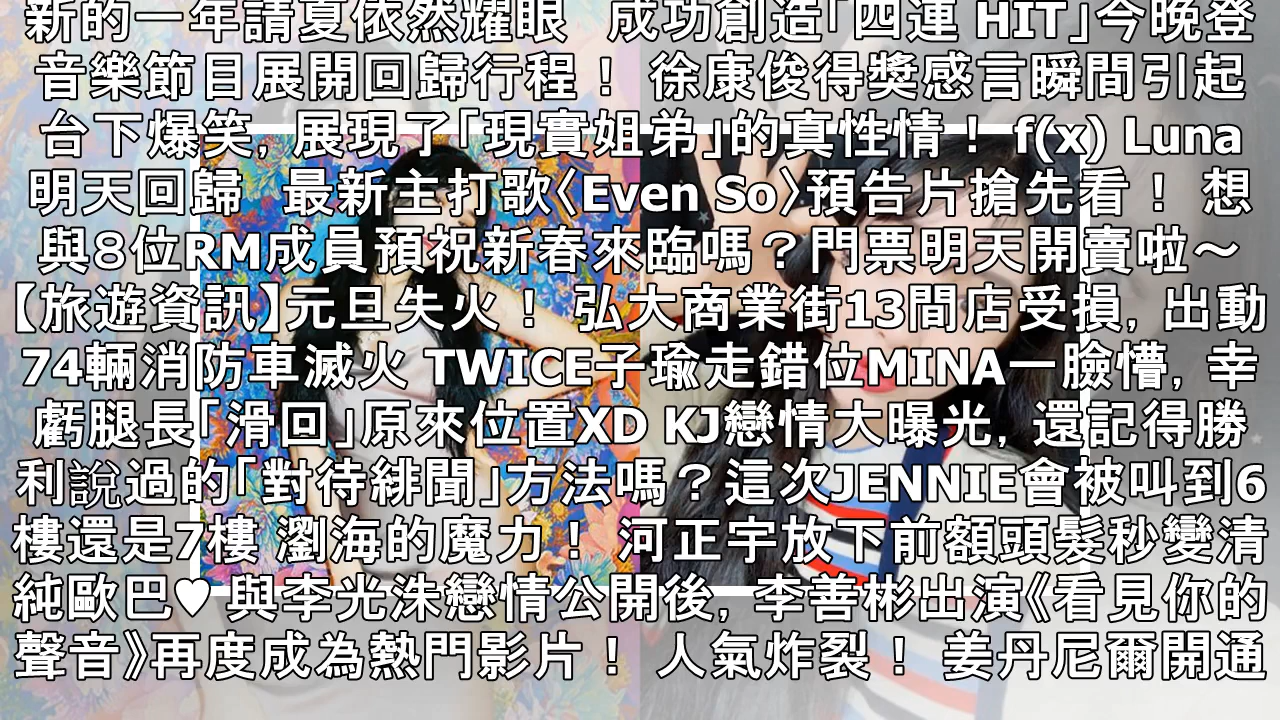 新的一年請夏依然耀眼 成功創造「四連 HIT」今晚登
音樂節目展開回歸行程！ 徐康俊得獎感言瞬間引起
台下爆笑，展現了「現實姐弟」的真性情！ f(x) Luna
明天回歸 最新主打歌〈Even So〉預告片搶先看！ 想
與８位RM成員預祝新春來臨嗎？門票明天開賣啦～
【旅遊資訊】元旦失火！ 弘大商業街13間店受損，出動
74輛消防車滅火 TWICE子瑜走錯位MINA一臉懵，幸
虧腿長「滑回」原來位置XD KJ戀情大曝光，還記得勝
利說過的「對待緋聞」方法嗎？這次JENNIE會被叫到6
樓還是7樓 瀏海的魔力！ 河正宇放下前額頭髮秒變清
純歐巴♥ 與李光洙戀情公開後，李善彬出演《看見你的
聲音》再度成為熱門影片！ 人氣炸裂！ 姜丹尼爾開通